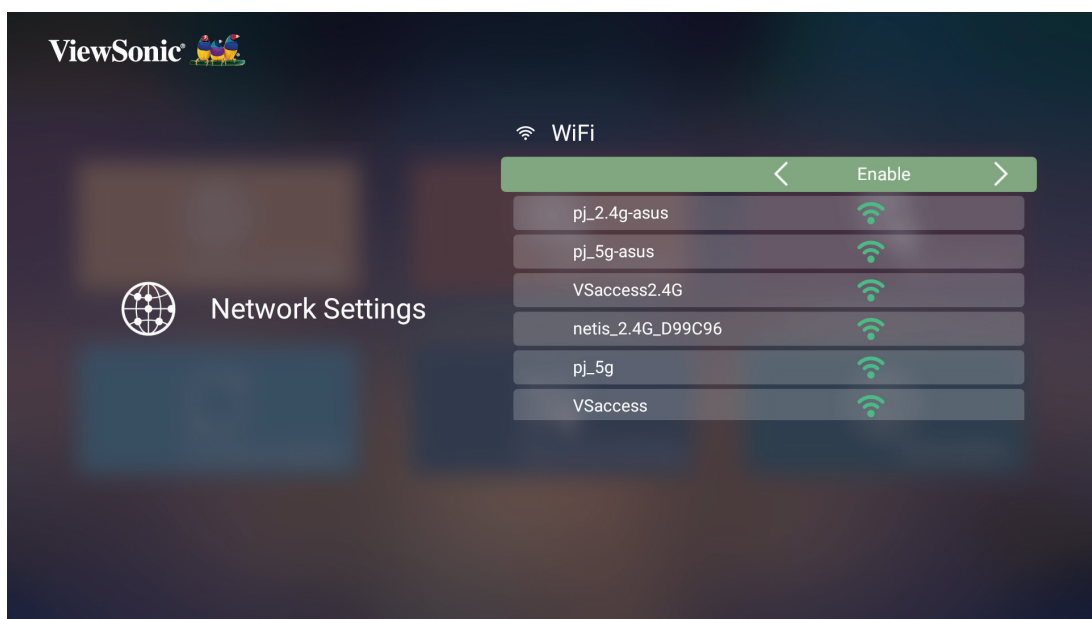 ViewSonic®
WiFi
Enable
pj_2.4g-asus
pj_5g-asus
VSaccess2.4G
Network Settings
netis_2.4G_D99C96
pj_5g
VSaccess